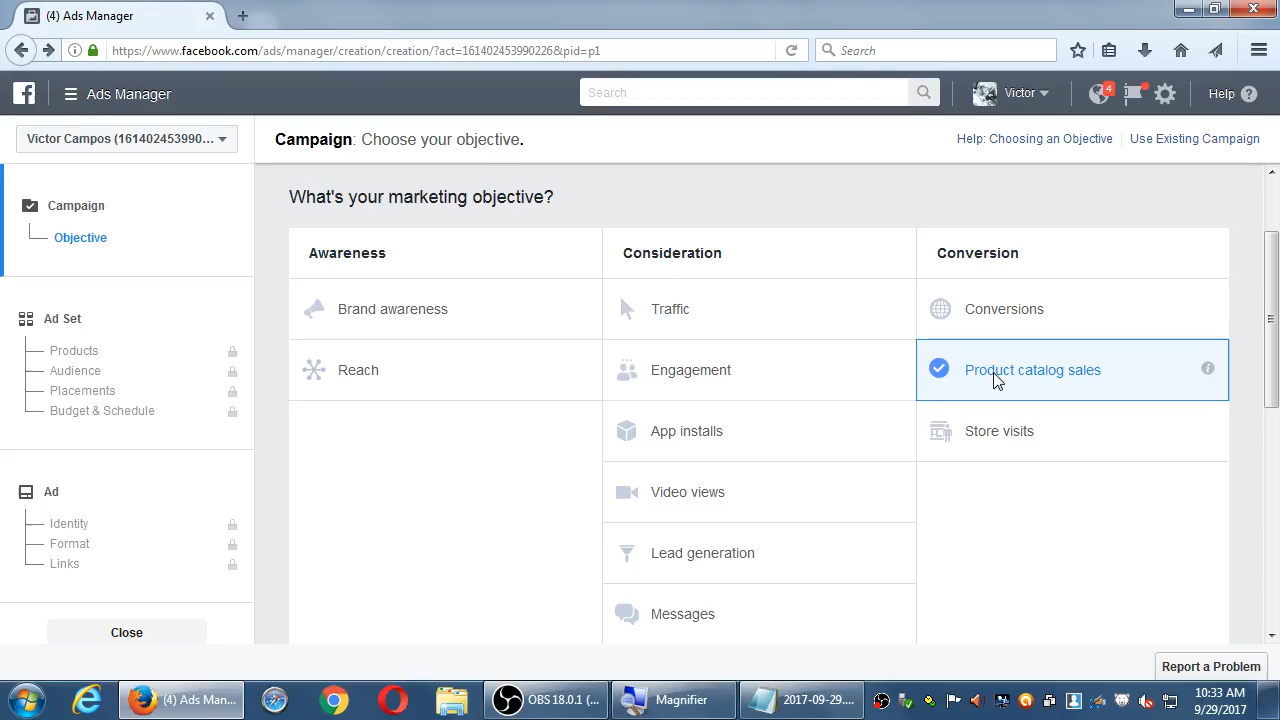 (4) Ads Manager
https://www.facebook.com/ads/manager/creation/creation/?act=161402453990226&pid=p1
Search
Ads Manager
Search
Victor
4
Help
Victor Campos (161402453990...
Campaign: Choose your objective.
Help: Choosing an Objective
Use Existing Campaign
Campaign
Objective
Ad Set
Products
Audience
Placements
Budget & Schedule
Ad
Identity
Format
Links
Close
What's your marketing objective?
Awareness
Consideration
Conversion
Brand awareness
Traffic
Conversions
Reach
Engagement
Product catalog sales
App installs
Store visits
Video views
Lead generation
Messages
Report a Problem
(4) Ads Man...
OBS 18.0.1 (...
Magnifier
2017-09-29....
10:33 AM
9/29/2017